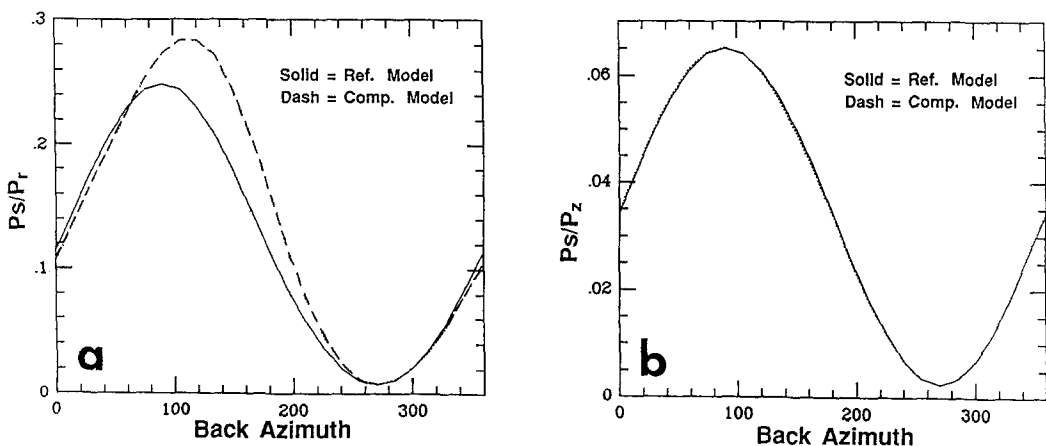 .3
.2
.1
0
Ps/Pr
Solid = Ref. Model
Dash = Comp. Model
a
0
100
200
300
Back Azimuth
.06
.04
.02
0
Ps/Pz
Solid = Ref. Model
Dash = Comp. Model
b
0
100
200
300
Back Azimuth